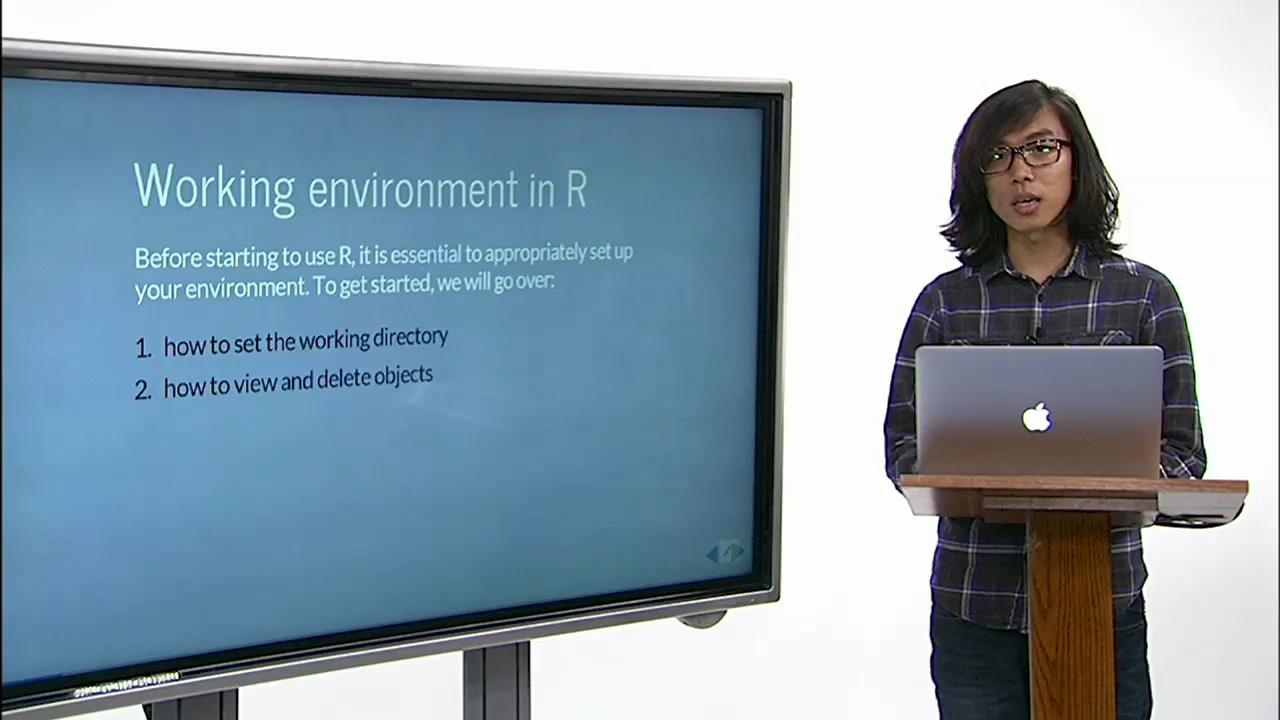 Working environment in R
Before starting to use R, it is essential to appropriately set up
your environment. To get started, we will go over:
1. how to set the working directory
2. how to view and delete objects